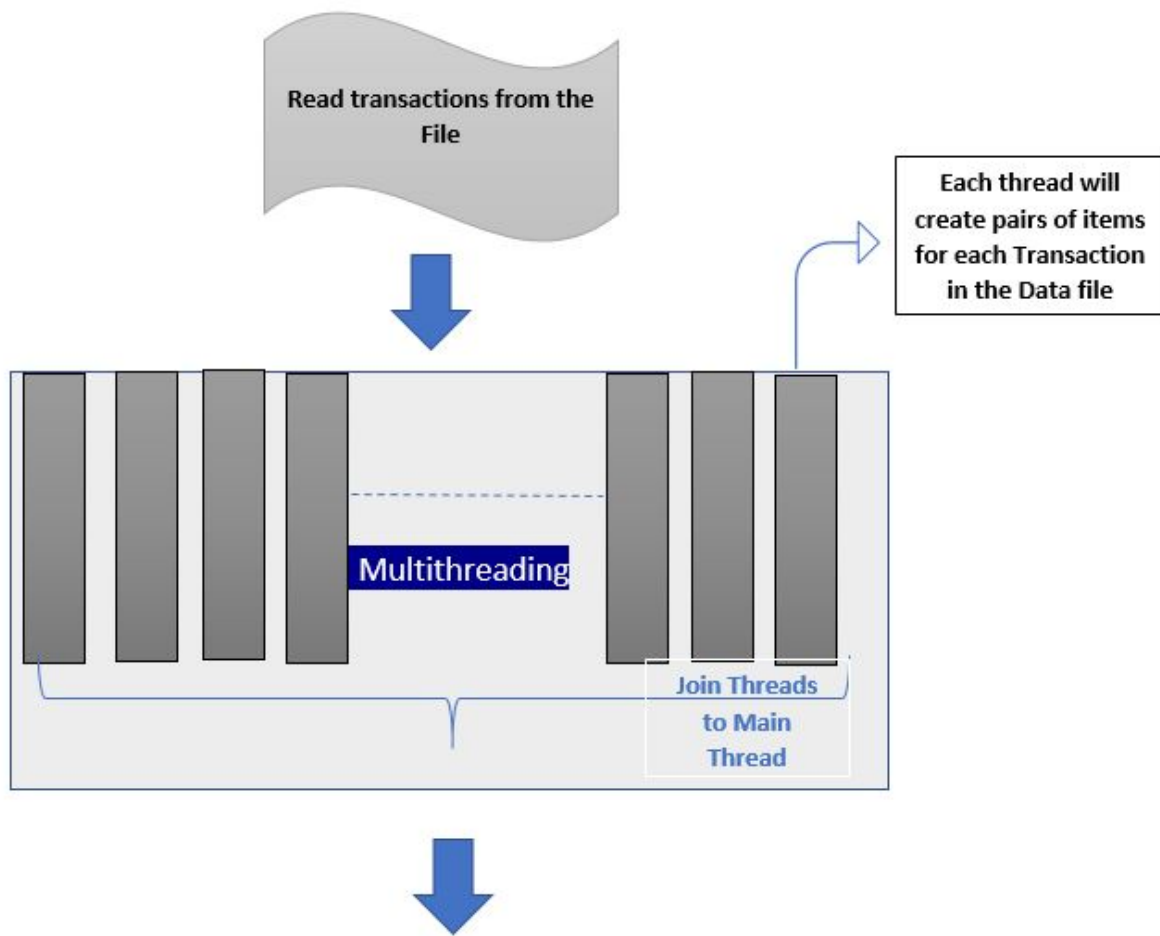 Read transactions from the
File
Each thread will
create pairs of items
for each Transaction
in the Data file
Multithreading
Join Threads
to Main
Thread